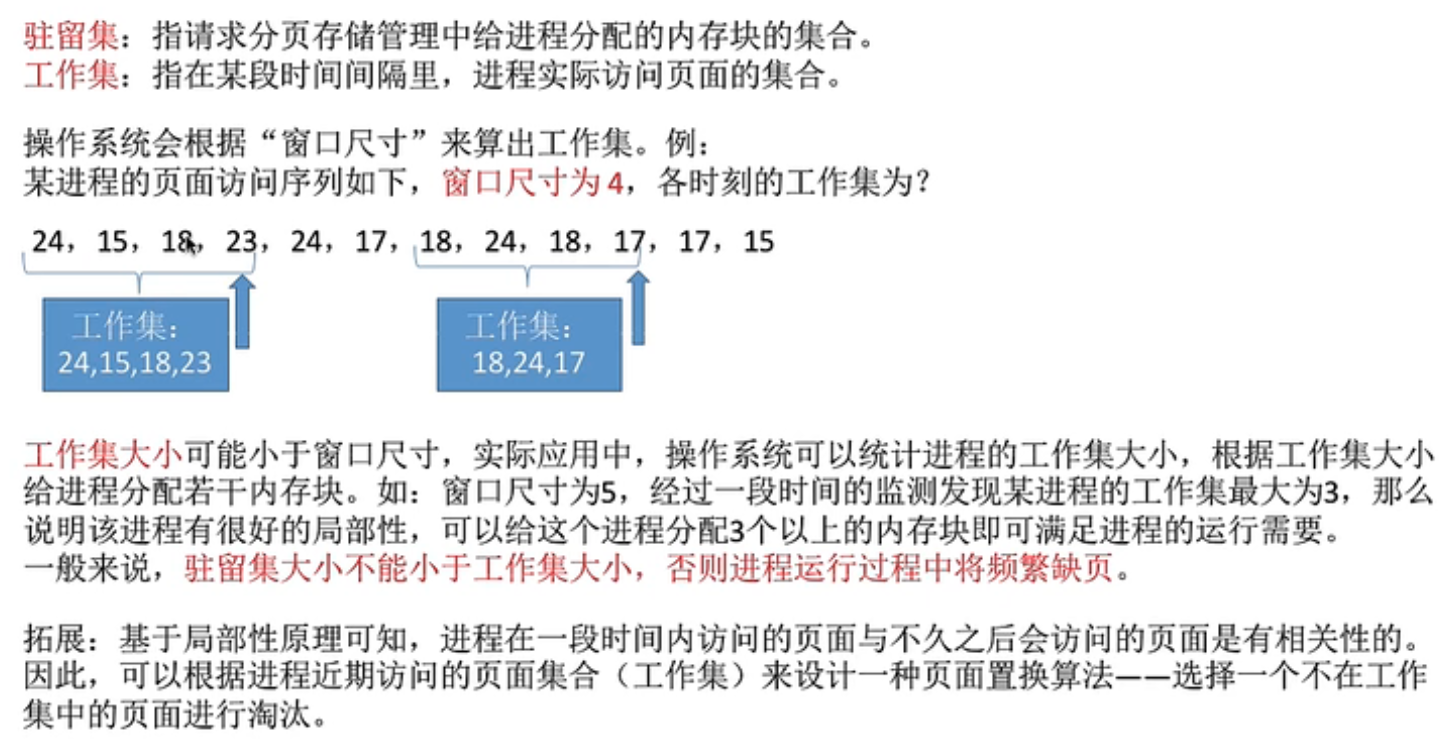 驻留集：指请求分页存储管理中给进程分配的内存块的集合。
工作集：指在某段时间间隔里，进程实际访问页面的集合。
操作系统会根据“窗口尺寸”来算出工作集。例：
某进程的页面访问序列如下，窗口尺寸为 4，各时刻的工作集为？
24，15，18，23，24，17，18，24，18，17，17，15
工作集：
24,15,18,23
工作集：
18,24,17
工作集大小可能小于窗口尺寸，实际应用中，操作系统可以统计进程的工作集大小，根据工作集大小
给进程分配若干内存块。如：窗口尺寸为5，经过一段时间的监测发现某进程的工作集最大为3，那么
说明该进程有很好的局部性，可以给这个进程分配3个以上的内存块即可满足进程的运行需要。
一般来说，驻留集大小不能小于工作集大小，否则进程运行过程中将频繁缺页。
拓展：基于局部性原理可知，进程在一段时间内访问的页面与不久之后会访问的页面是有相关性的。
因此，可以根据进程近期访问的页面集合（工作集）来设计一种页面置换算法——选择一个不在工作
集中的页面进行淘汰。